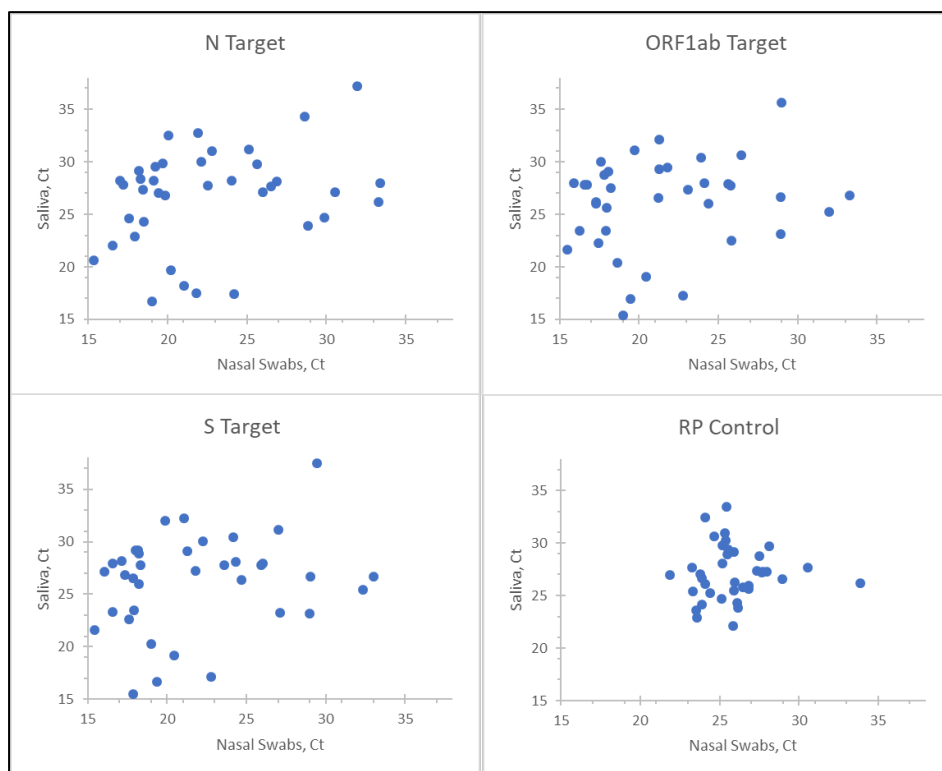 N Target
35
30
25
20
15
15 20 25 30 35
Saliva, Ct
Nasal Swabs, Ct
ORF1ab Target
35
30
25
20
15
15 20 25 30 35
Saliva, Ct
Nasal Swabs, Ct
S Target
35
30
25
20
15
15 20 25 30 35
Saliva, Ct
Nasal Swabs, Ct
RP Control
35
30
25
20
15
15 20 25 30 35
Saliva, Ct
Nasal Swabs, Ct